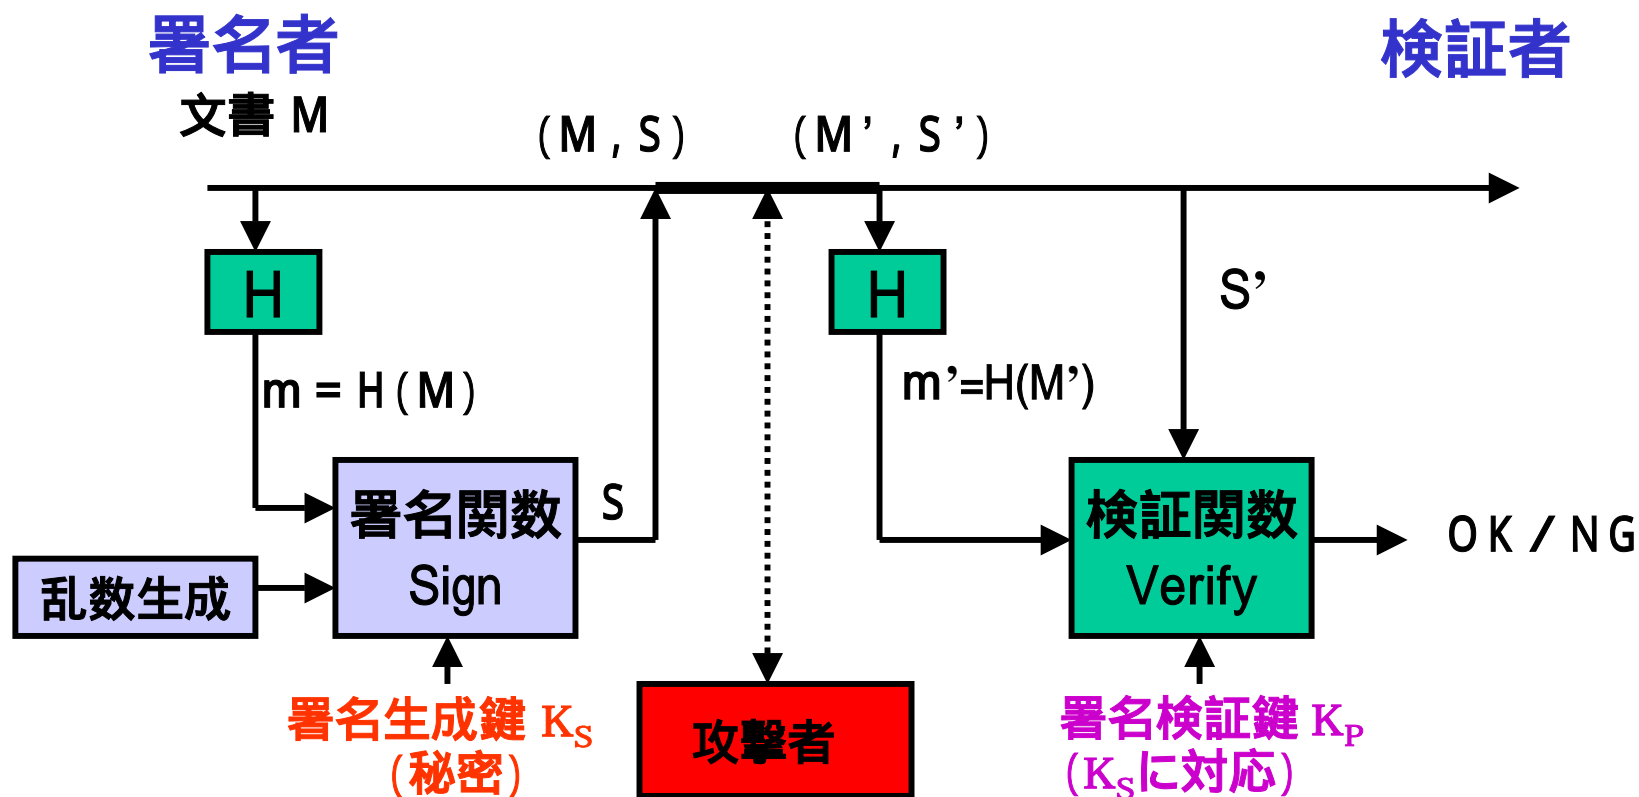 署名者
検証者
文書 M
(M,S)
(M',S')
H
H
S’
m=H(M)
m’=H(M’)
署名関数
Sign
S
検証関数
Verify
OK/NG
乱数生成
署名生成鍵 KS
(秘密)
攻撃者
署名検証鍵 KP
(KSに対応)